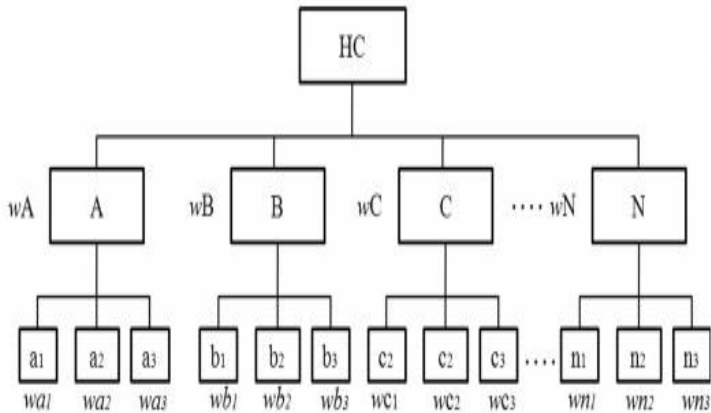 HC
wA A wB B wC C .... wN N
a1 a2 a3 b1 b2 b3 c2 c2 c3 .... n1 n2 n3
wa1 wa2 wa3 wb1 wb2 wb3 wc1 wc2 wc3 wn1 wn2 wn3